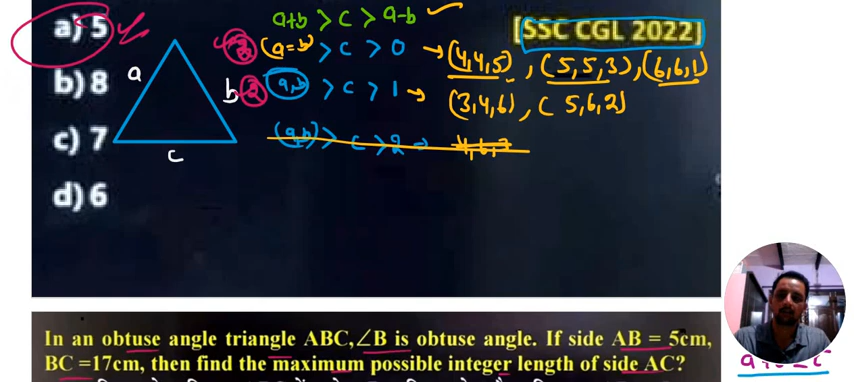 a+b > c > a-b
[SSC CGL 2022]
a) 5
(a=b) > c > 0 → (4,4,5), (5,5,3), (6,6,1)
b) 8
a,b > c > 1 → (3,4,6), ( 5,6,2)
c) 7
(a,b) > c > 2 →
a
b
c
d) 6
In an obtuse angle triangle ABC,∠B is obtuse angle. If side AB = 5cm,
BC =17cm, then find the maximum possible integer length of side AC?